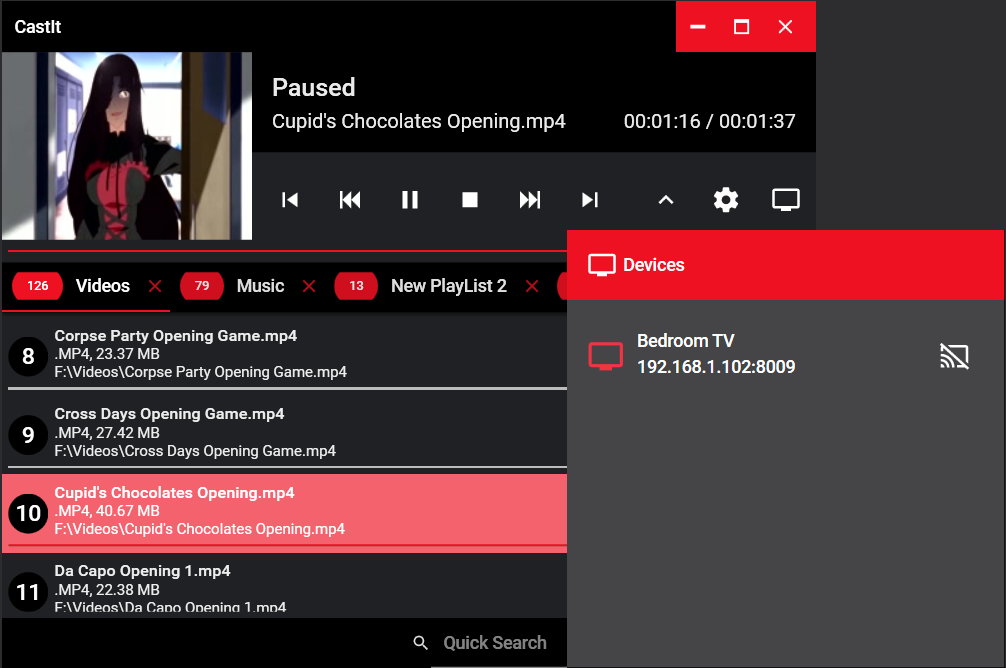 CastIt
Paused
Cupid's Chocolates Opening.mp4
00:01:16 / 00:01:37
Devices
126 Videos 79 Music 13 New PlayList 2
Bedroom TV
192.168.1.102:8009
8
Corpse Party Opening Game.mp4
.MP4, 23.37 MB
F:\Videos\Corpse Party Opening Game.mp4
9
Cross Days Opening Game.mp4
.MP4, 27.42 MB
F:\Videos\Cross Days Opening Game.mp4
10
Cupid's Chocolates Opening.mp4
.MP4, 40.67 MB
F:\Videos\Cupid's Chocolates Opening.mp4
11
Da Capo Opening 1.mp4
.MP4, 22.38 MB
F:\Videos\Da Capo Opening 1.mp4
Quick Search